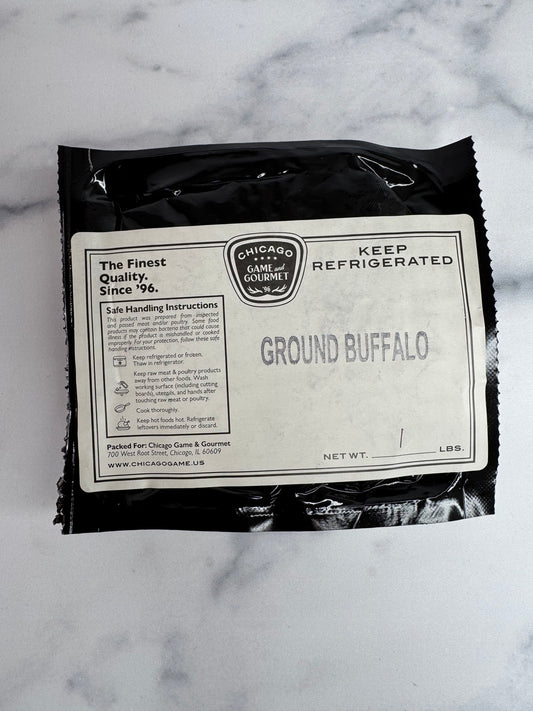 The Finest
Quality.
Since '96.
CHICAGO
GAME and
GOURMET
'96
KEEP
REFRIGERATED
Safe Handling Instructions
This product was prepared from inspected
and passed meat and/or poultry. Some food
products may contain bacteria that could cause
illness if the product is mishandled or cooked
improperly. For your protection, follow these safe
handling instructions.
Keep refrigerated or frozen.
Thaw in refrigerator.
Keep raw meat & poultry products
away from other foods. Wash
working surface (including cutting
boards), utensils, and hands after
touching raw meat or poultry.
Cook thoroughly.
Keep hot foods hot. Refrigerate
leftovers immediately or discard.
GROUND BUFFALO
Packed For: Chicago Game & Gourmet
700 West Root Street, Chicago, IL 60609
WWW.CHICAGOGAME.US
NET WT. 1 LBS.